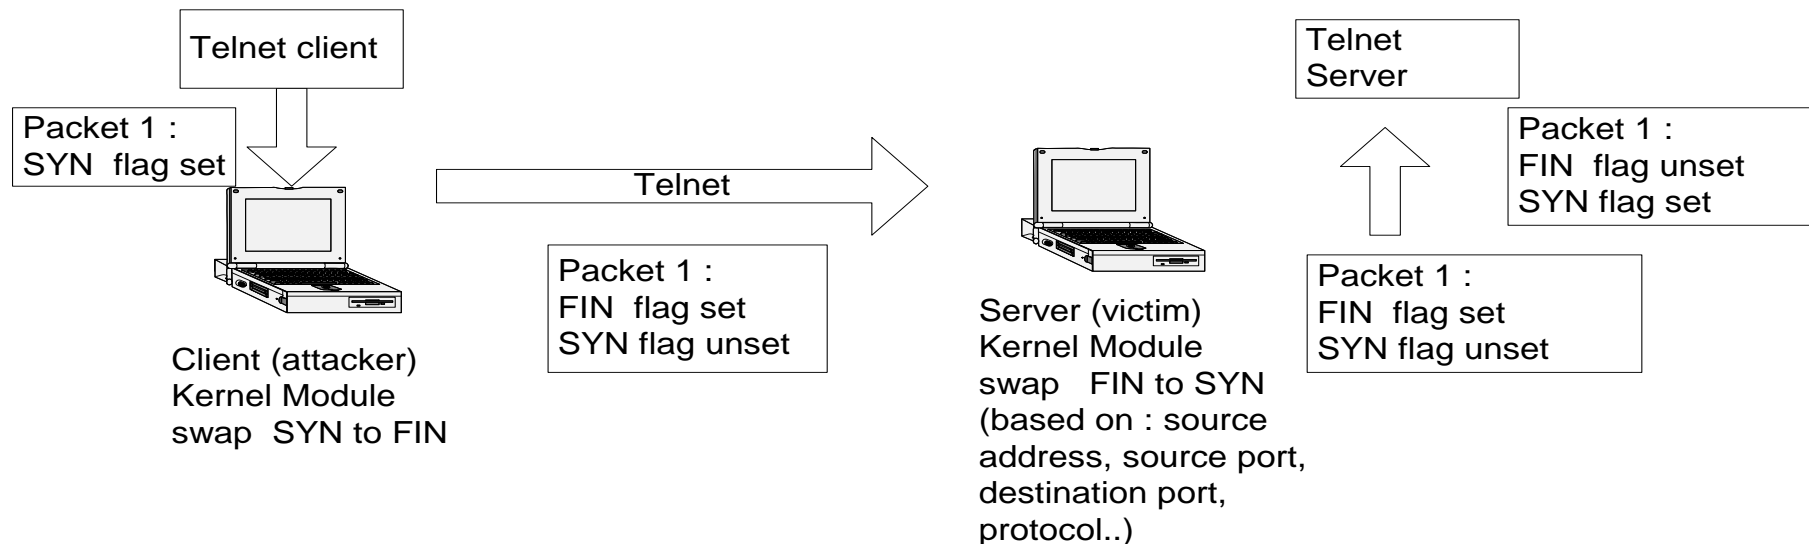 Telnet client
Packet 1 :
SYN flag set
Telnet
Packet 1 :
FIN flag set
SYN flag unset
Client (attacker)
Kernel Module
swap SYN to FIN
Telnet
Server
Packet 1 :
FIN flag unset
SYN flag set
Packet 1 :
FIN flag set
SYN flag unset
Server (victim)
Kernel Module
swap FIN to SYN
(based on : source
address, source port,
destination port,
protocol..)